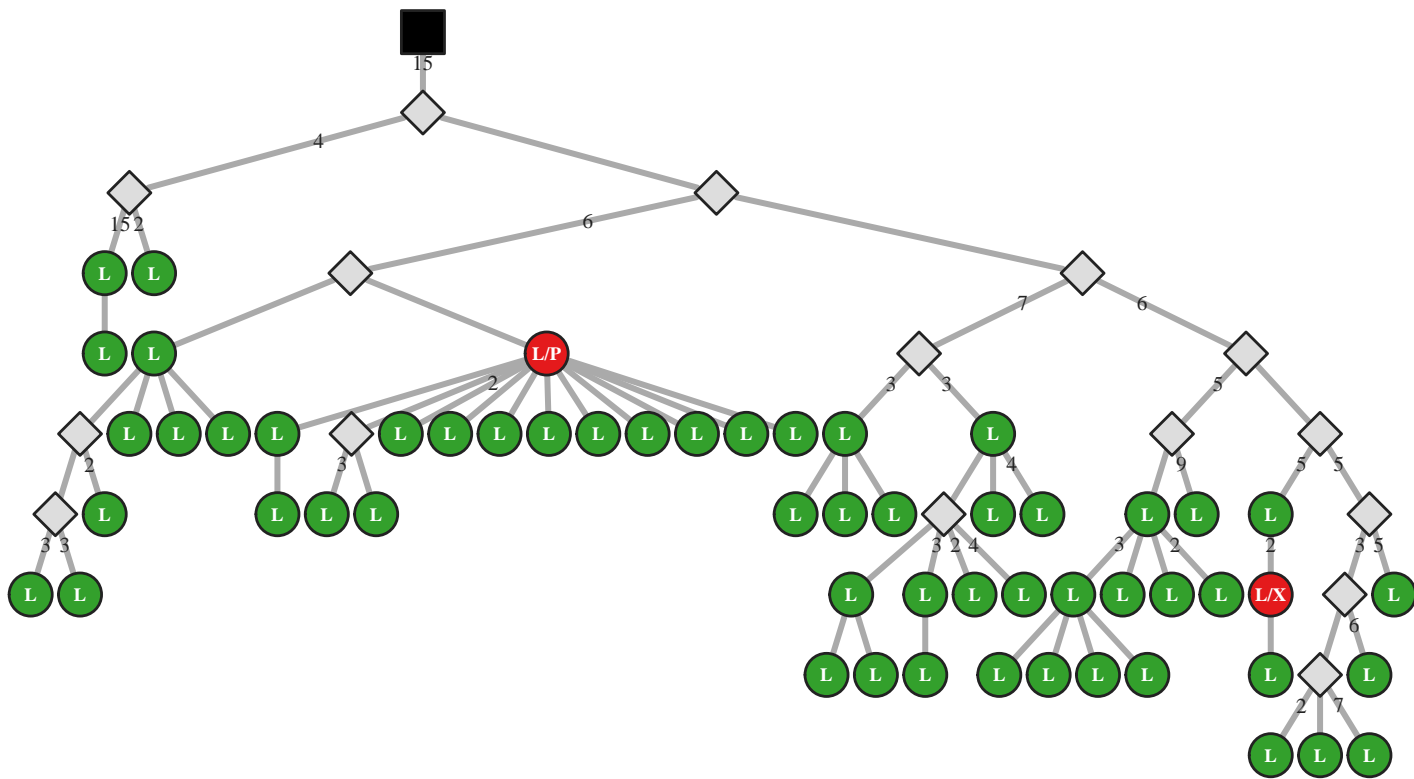 15
4
6
15 2
L L
7 6
L L L/P
2 3 3 5
L L L L L L L L L L L L L L L L
2 3 4 9 5 5
L L L L L L L L L L L L L
3 3 3 2 4 3 2 2 3 5
L L L L L L L L L L L/X L
6
L L L L L L L L L
2 7
L L L